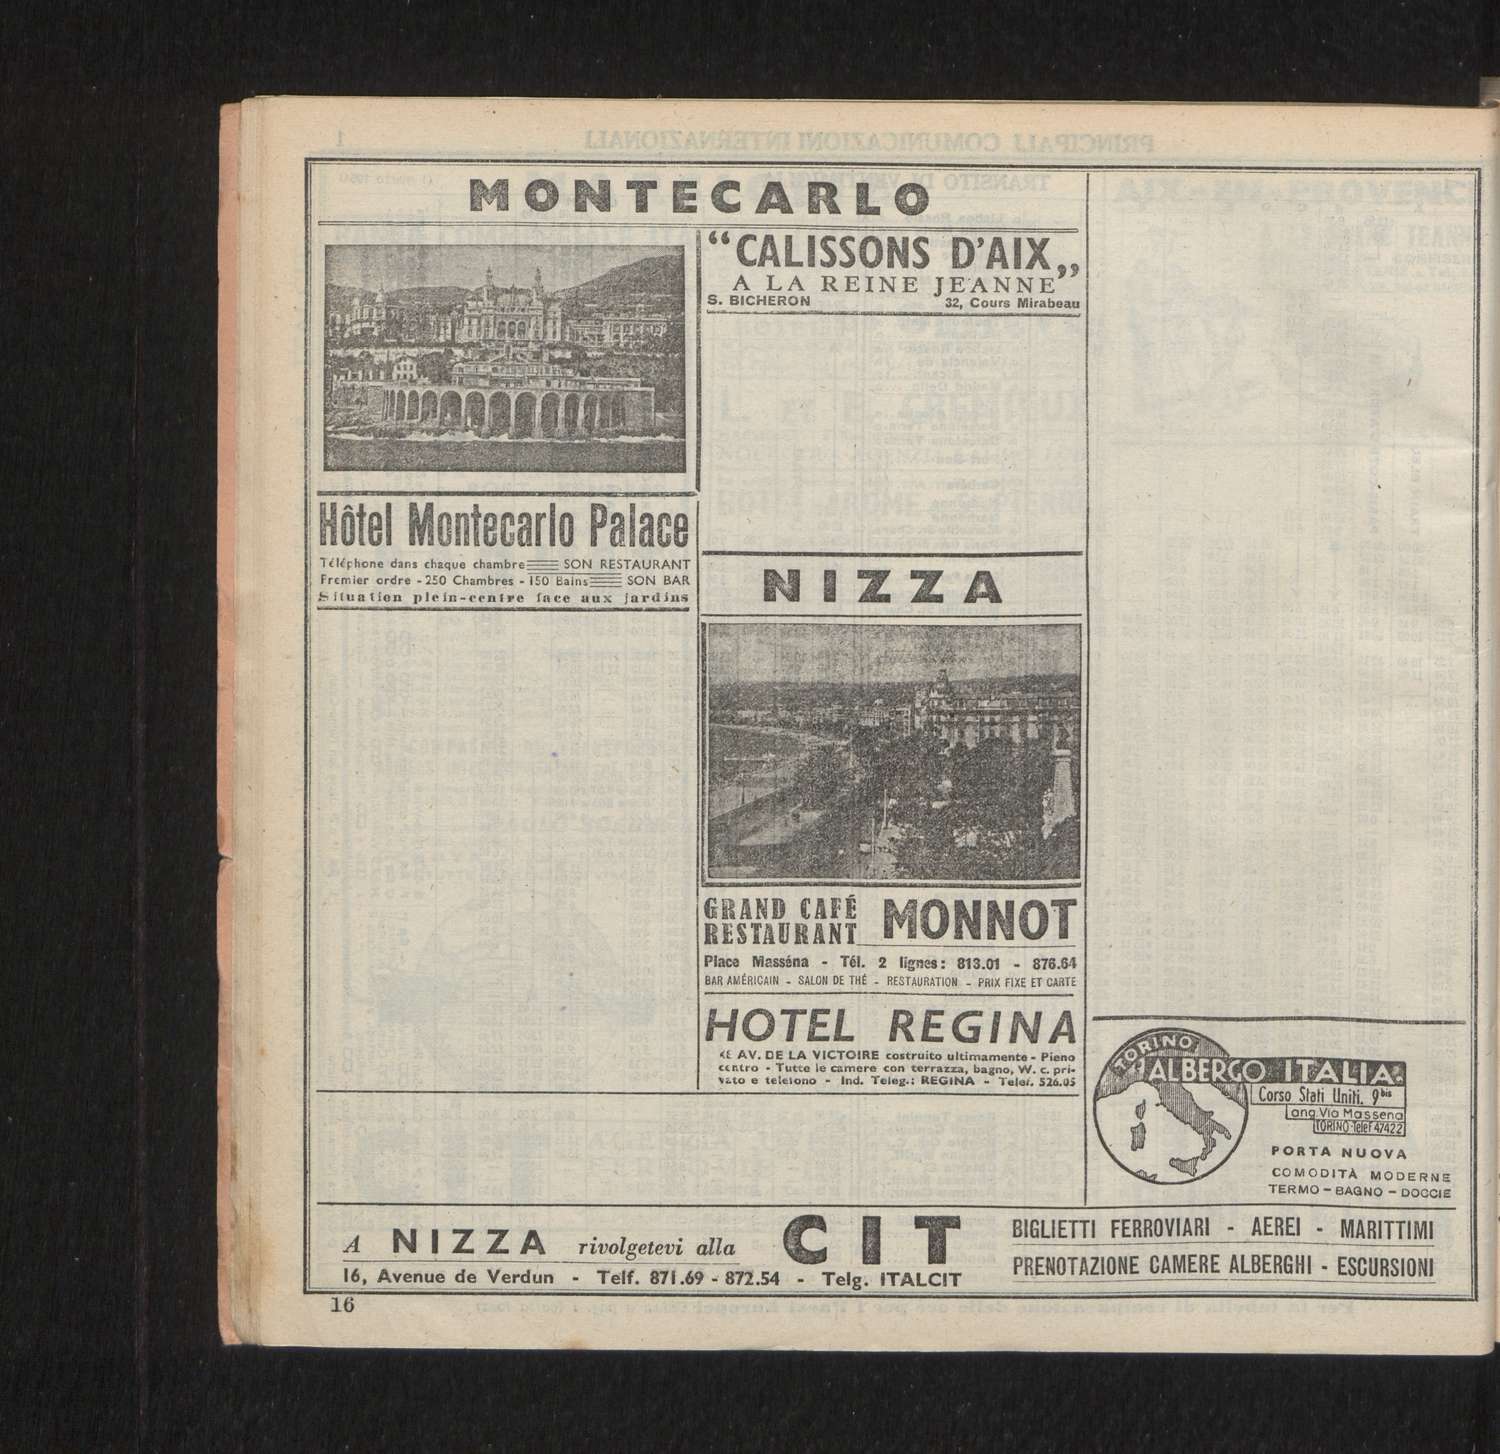 MONTECARLO
Hôtel Montecarlo Palace
Téléphone dans chaque chambre SON RESTAURANT
Premier ordre - 250 Chambres - 150 Bains SON BAR
Situation plein-centre face aux jardins
“CALISSONS D'AIX„
A LA REINE JEANNE
S. BICHERON 32, Cours Mirabeau
NIZZA
GRAND CAFÉ
RESTAURANT MONNOT
Place Masséna - Tél. 2 lignes: 813.01 - 876.64
BAR AMÉRICAIN - SALON DE THÉ - RESTAURATION - PRIX FIXE ET CARTE
HOTEL REGINA
AV. DE LA VICTOIRE costruito ultimamente - Pieno
centro - Tutte le camere con terrazza, bagno, W. c. pri-
vato e telefono - Ind. Teleg.: REGINA - Telef. 526.05
TORINO
ALBERGO ITALIA
Corso Stati Uniti, 9 bis
ang. Via Massena
TORINO-Telef 47422
PORTA NUOVA
COMODITÀ MODERNE
TERMO - BAGNO - DOCCIE
A NIZZA rivolgetevi alla CIT
16, Avenue de Verdun - Telf. 871.69 - 872.54 - Telg. ITALCIT
BIGLIETTI FERROVIARI - AEREI - MARITTIMI
PRENOTAZIONE CAMERE ALBERGHI - ESCURSIONI
16